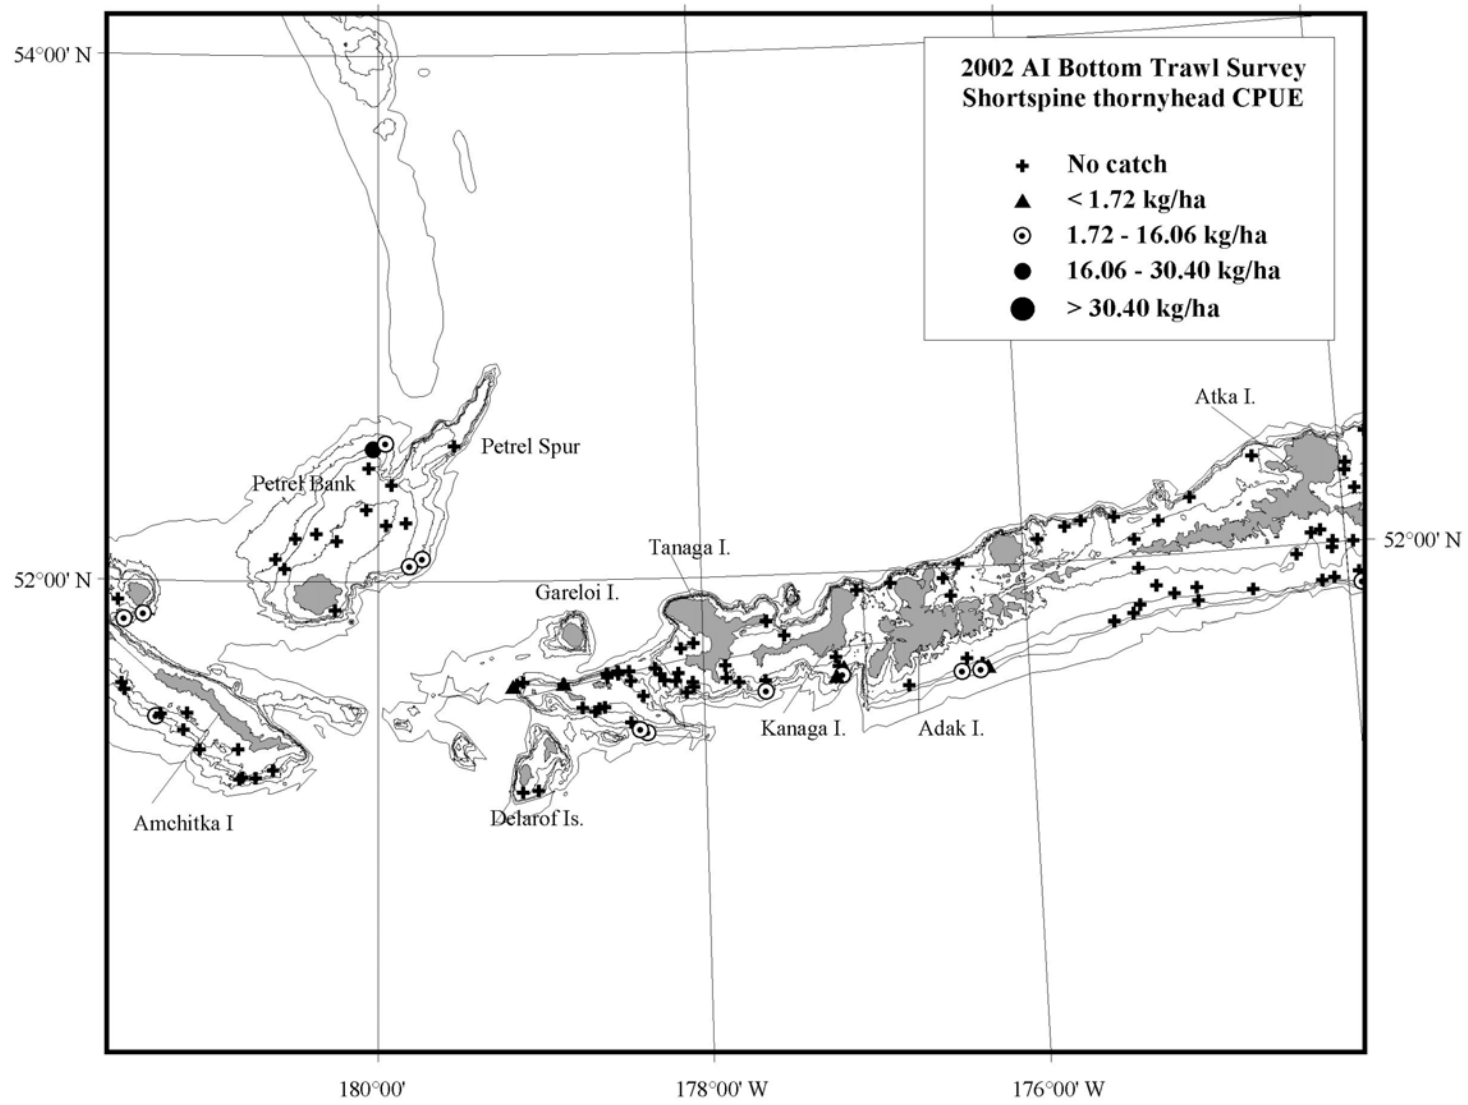 54°00' N
2002 AI Bottom Trawl Survey
Shortspine thornyhead CPUE
No catch
< 1.72 kg/ha
1.72 - 16.06 kg/ha
16.06 - 30.40 kg/ha
> 30.40 kg/ha
Atka I.
Petrel Spur
Petrel Bank
52°00' N
Tanaga I.
52°00' N
Gareloi I.
Kanaga I.
Adak I.
Delarof Is.
Amchitka I
180°00'
178°00' W
176°00' W